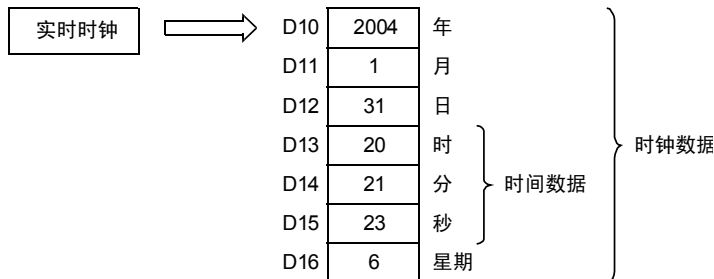 实时时钟
D10 2004 年
D11 1 月
D12 31 日
D13 20 时
D14 21 分
D15 23 秒
D16 6 星期
时间数据
时钟数据